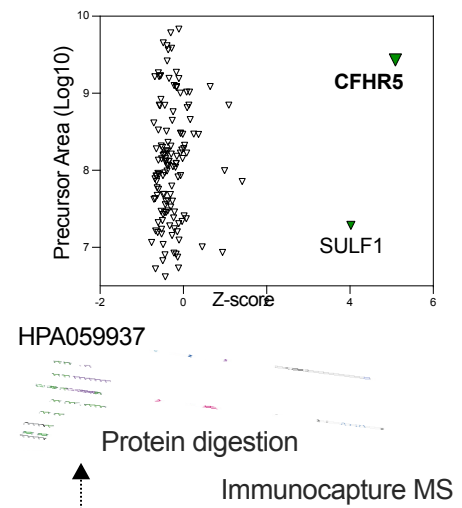 10
9
8
7
Precursor Area (Log10)
CFHR5
SULF1
-2 0 2 4 6
Z-score
HPA059937
Protein digestion
Immunocapture MS